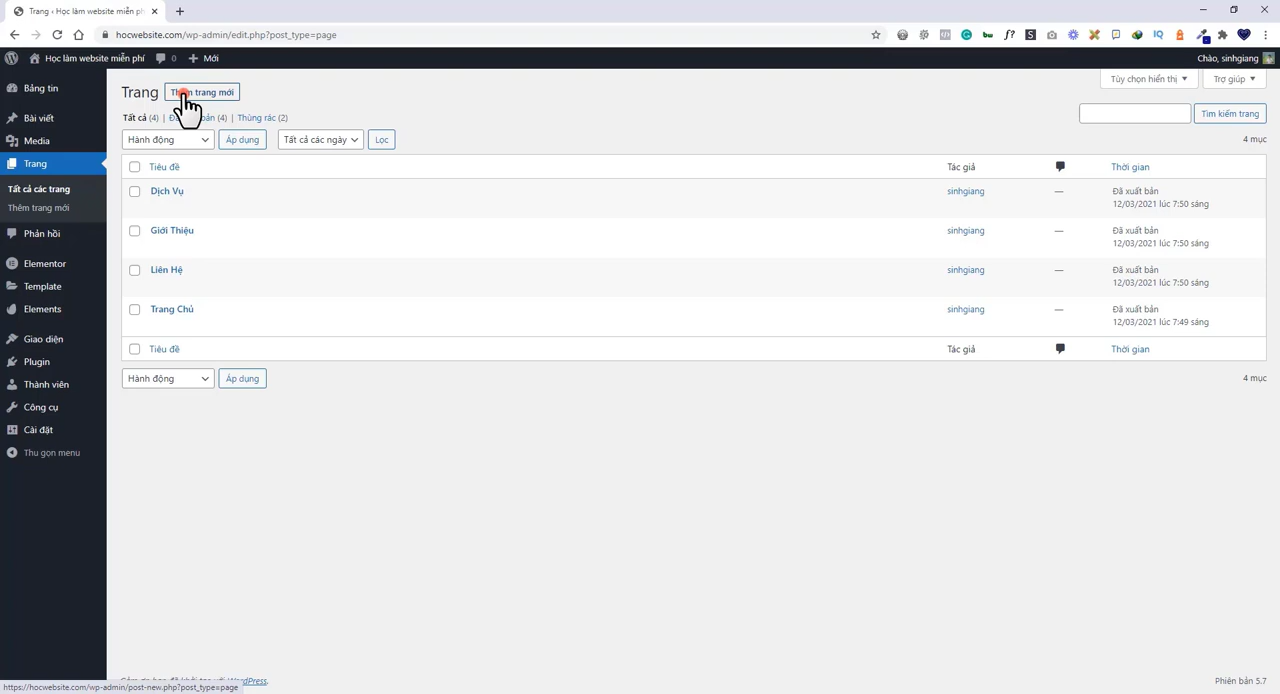 Trang ‹ Học làm website miễn ph
hocwebsite.com/wp-admin/edit.php?post_type=page
Học làm website miễn phí 0 Mới
Chào, sinhgiang
Bảng tin
Bài viết
Media
Trang
Tất cả các trang
Thêm trang mới
Phản hồi
Elementor
Template
Elements
Giao diện
Plugin
Thành viên
Công cụ
Cài đặt
Thu gọn menu
Tùy chọn hiển thị Trợ giúp
Trang Thêm trang mới
Tất cả (4) | bản (4) | Thùng rác (2)
Tìm kiếm trang
Hành động Áp dụng Tất cả các ngày Lọc
4 mục
Tiêu đề Tác giả Thời gian
Dịch Vụ sinhgiang — Đã xuất bản
12/03/2021 lúc 7:50 sáng
Giới Thiệu sinhgiang — Đã xuất bản
12/03/2021 lúc 7:50 sáng
Liên Hệ sinhgiang — Đã xuất bản
12/03/2021 lúc 7:50 sáng
Trang Chủ sinhgiang — Đã xuất bản
12/03/2021 lúc 7:49 sáng
Tiêu đề Tác giả Thời gian
Hành động Áp dụng
4 mục
WordPress.
Phiên bản 5.7
https://hocwebsite.com/wp-admin/post-new.php?post_type=page